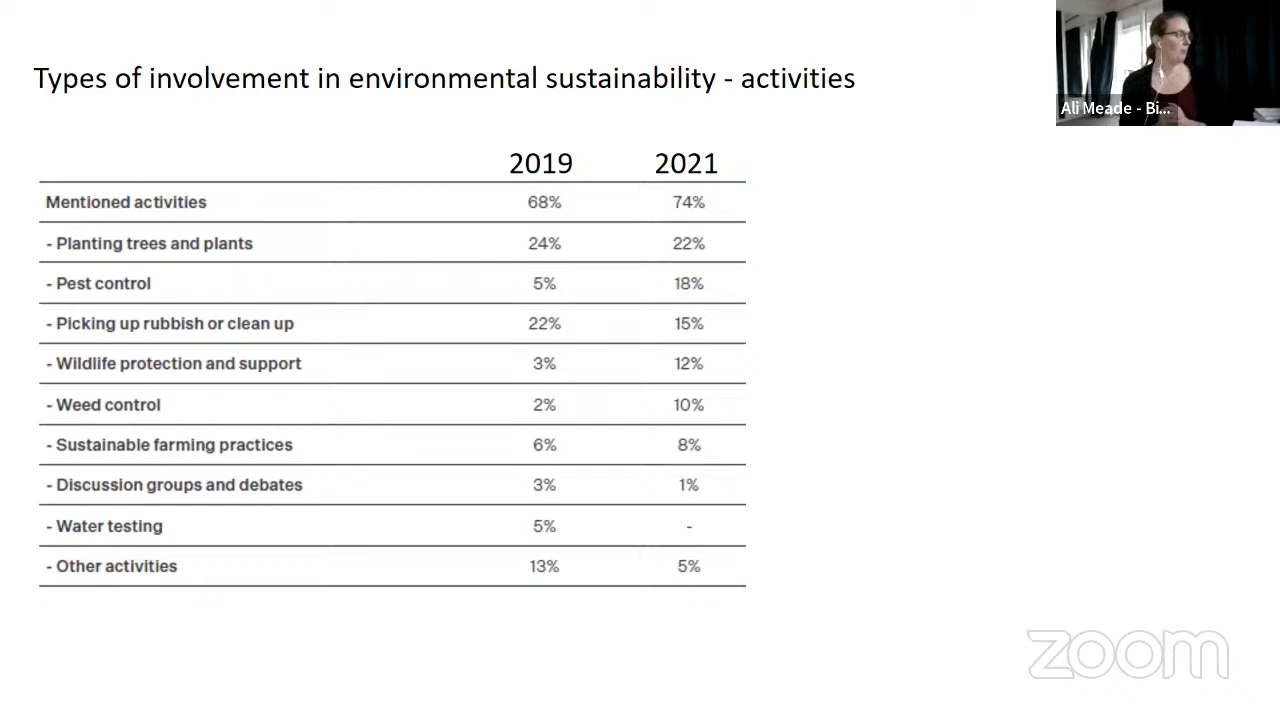 Types of involvement in environmental sustainability - activities
Ali Meade - Bi...
2019 2021
Mentioned activities 68% 74%
- Planting trees and plants 24% 22%
- Pest control 5% 18%
- Picking up rubbish or clean up 22% 15%
- Wildlife protection and support 3% 12%
- Weed control 2% 10%
- Sustainable farming practices 6% 8%
- Discussion groups and debates 3% 1%
- Water testing 5% -
- Other activities 13% 5%
zoom